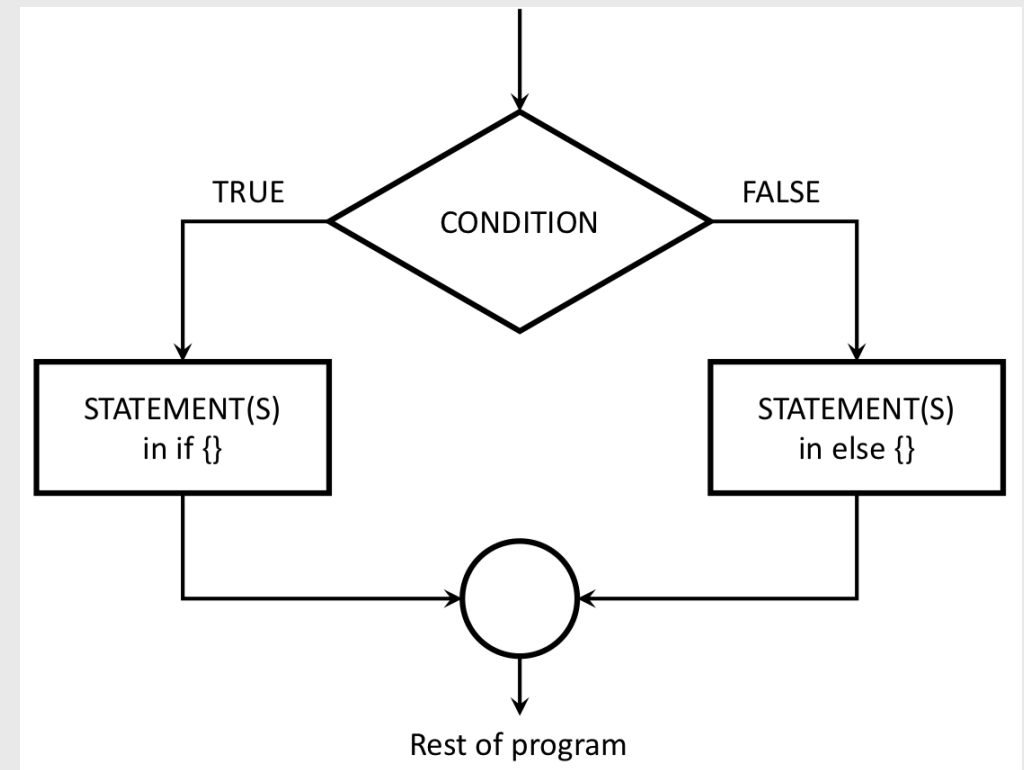 TRUE
FALSE
CONDITION
STATEMENT(S)
in if {}
STATEMENT(S)
in else {}
Rest of program